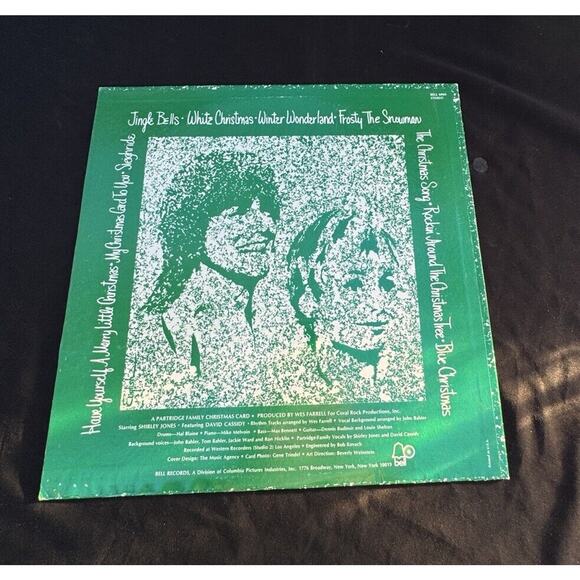 BELL 6066
STEREO
Jingle Bells • White Christmas • Winter Wonderland • Frosty The Snowman
The Christmas Song • Rockin' Around The Christmas Tree • Blue Christmas
Have Yourself A Merry Little Christmas • My Christmas Card To You • Sleighride
A PARTRIDGE FAMILY CHRISTMAS CARD • PRODUCED BY WES FARRELL For Coral Rock Productions, Inc.
Starring SHIRLEY JONES • Featuring DAVID CASSIDY • Rhythm Tracks arranged by Wes Farrell • Vocal Background arranged by John Bahler
Drums—Hal Blaine • Piano—Mike Melvoin • Bass—Max Bennett • Guitar—Dennis Budimir and Louie Shelton
Background voices—John Bahler, Tom Bahler, Jackie Ward and Ron Hicklin • Partridge Family Vocals by Shirley Jones and David Cassidy
Recorded at Western Recorders (Studio 2) Los Angeles • Engineered by Bob Kovach
Cover Design: The Music Agency • Card Photo: Gene Trindl • Art Direction: Beverly Weinstein
BELL RECORDS, A Division of Columbia Pictures Industries, Inc. 1776 Broadway, New York, New York 10019
bell